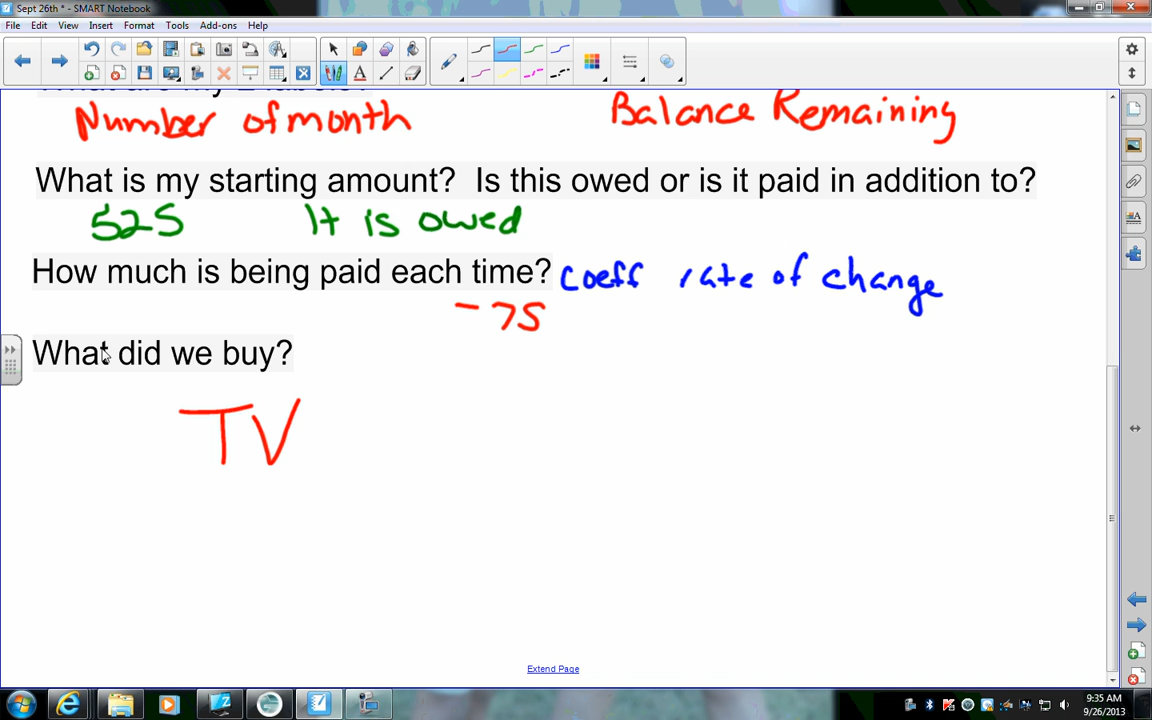 Sept 26th * - SMART Notebook
File Edit View Insert Format Tools Add-ons Help
Number of month Balance Remaining
What is my starting amount? Is this owed or is it paid in addition to?
525 It is owed
How much is being paid each time? coeff rate of change
-75
What did we buy?
TV
Extend Page
9:35 AM
9/26/2013